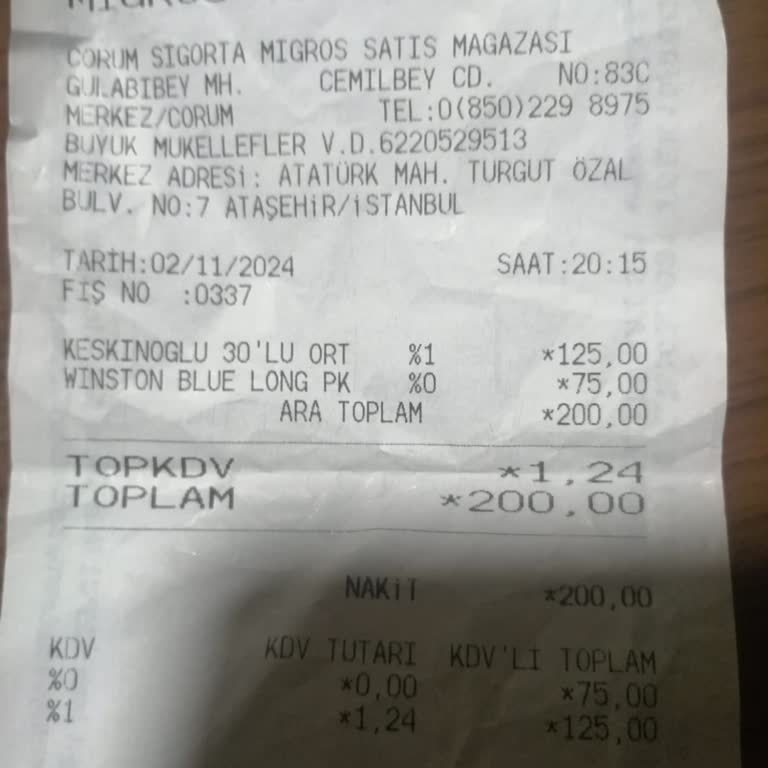 CORUM SIGORTA MIGROS SATIS MAGAZASI
GULABIBEY MH. CEMILBEY CD. NO:83C
MERKEZ/CORUM TEL:0(850)229 8975
BUYUK MUKELLEFLER V.D.6220529513
MERKEZ ADRESi: ATATÜRK MAH. TURGUT ÖZAL
BULV. NO:7 ATAŞEHiR/iSTANBUL
TARİH:02/11/2024 SAAT:20:15
FİŞ NO :0337
KESKINOGLU 30'LU ORT %1 *125,00
WINSTON BLUE LONG PK %0 *75,00
ARA TOPLAM *200,00
TOPKDV *1,24
TOPLAM *200,00
NAKiT *200,00
KDV KDV TUTARI KDV'LI TOPLAM
%0 *0,00 *75,00
%1 *1,24 *125,00